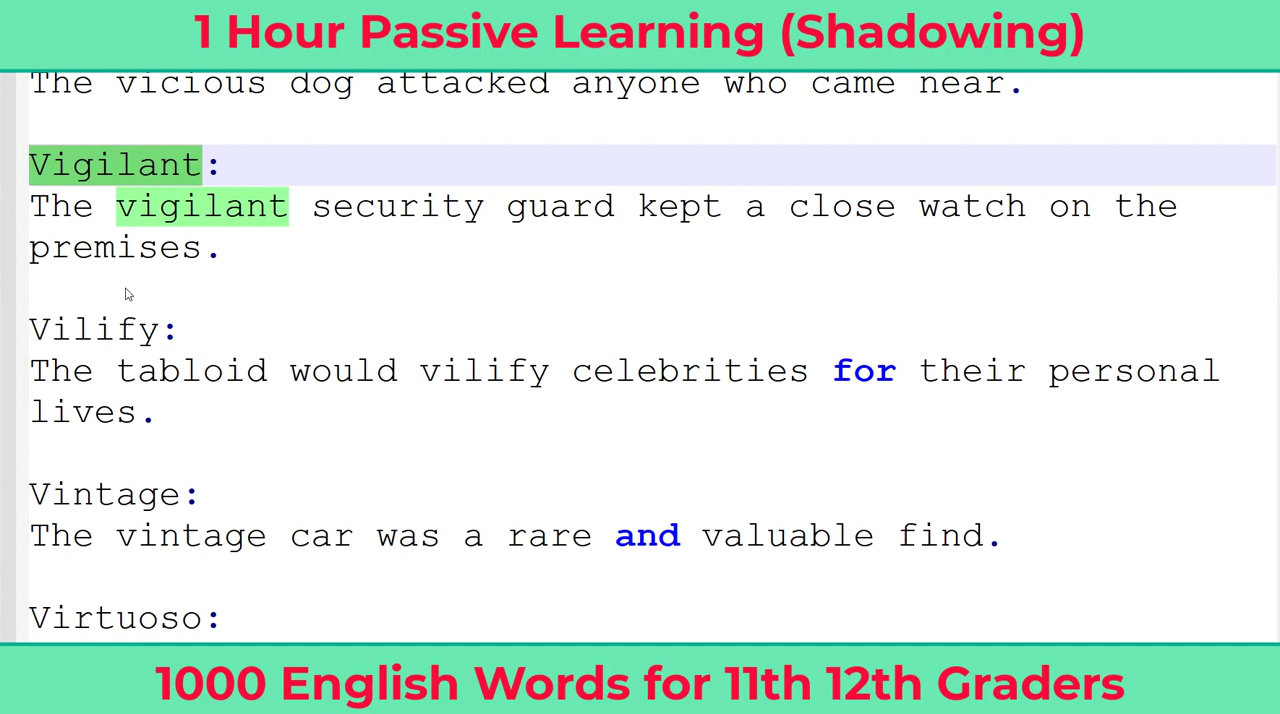 1 Hour Passive Learning (Shadowing)
The vicious dog attacked anyone who came near.
Vigilant:
The vigilant security guard kept a close watch on the
premises.
Vilify:
The tabloid would vilify celebrities for their personal
lives.
Vintage:
The vintage car was a rare and valuable find.
Virtuoso:
1000 English Words for 11th 12th Graders